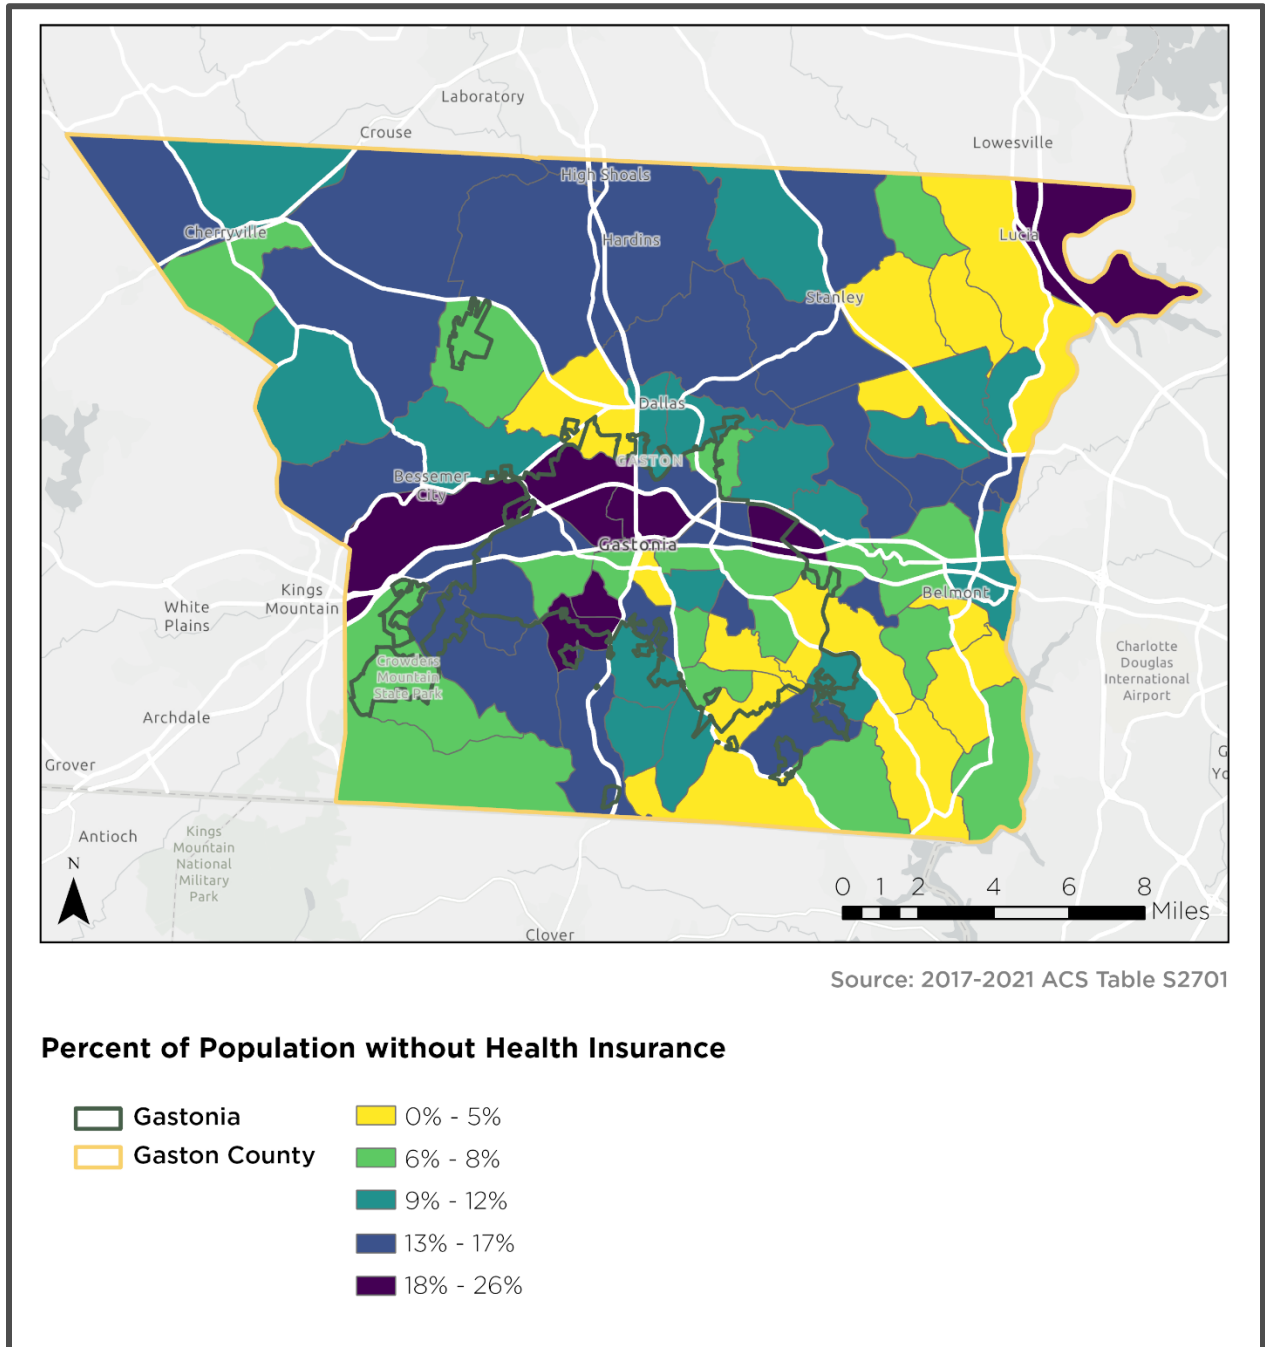 Laboratory
Crouse
Lowesville
High Shoals
Cherryville
Hardins
Lucia
Stanley
Dallas
GASTON
Bessemer
City
Gastonia
Kings
Mountain
White
Plains
Belmont
Crowders
Mountain
State Park
Charlotte
Douglas
International
Airport
Archdale
Grover
G
Yo
Antioch
Kings
Mountain
National
Military
Park
N
Clover
0 1 2 4 6 8
Miles
Source: 2017-2021 ACS Table S2701
Percent of Population without Health Insurance
Gastonia
Gaston County
0% - 5%
6% - 8%
9% - 12%
13% - 17%
18% - 26%